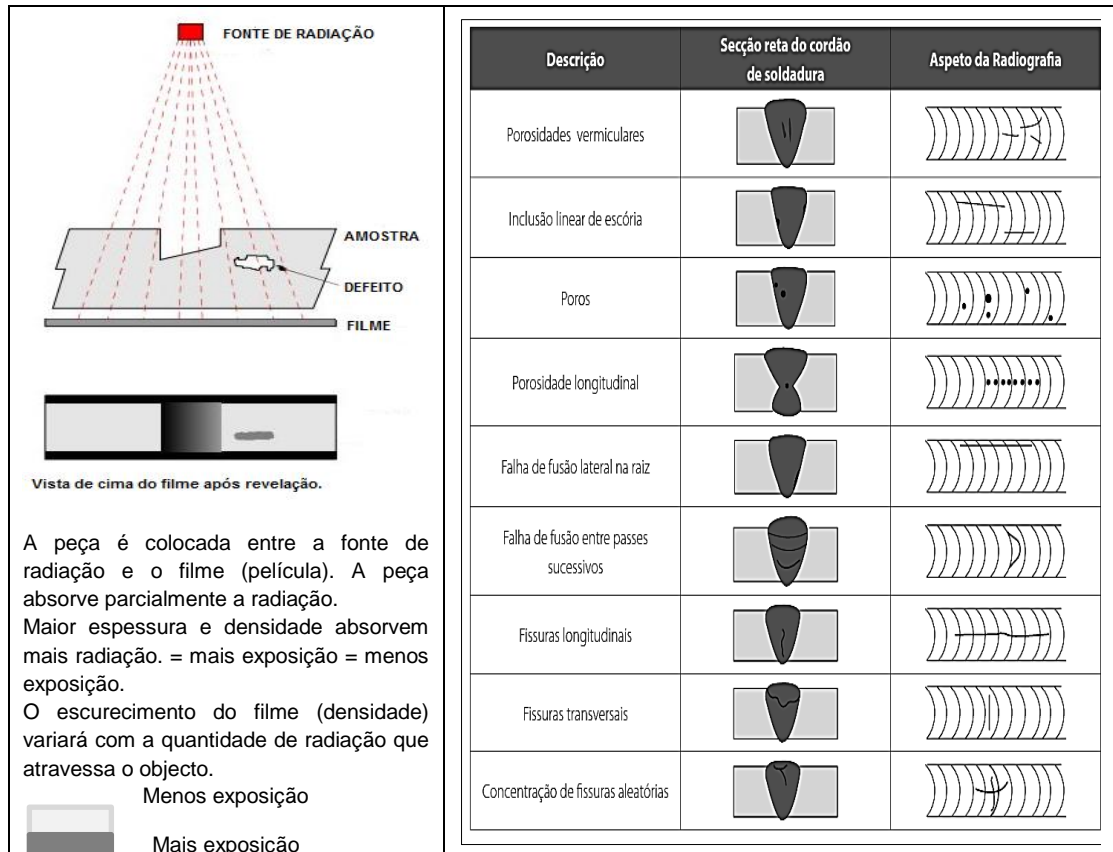 FONTE DE RADIAÇÃO
AMOSTRA
DEFEITO
FILME
Vista de cima do filme após revelação.
A peça é colocada entre a fonte de
radiação e o filme (película). A peça
absorve parcialmente a radiação.
Maior espessura e densidade absorvem
mais radiação. = mais exposição = menos
exposição.
O escurecimento do filme (densidade)
variará com a quantidade de radiação que
atravessa o objecto.
Menos exposição
Mais exposição
Descrição
Secção reta do cordão
de soldadura
Aspeto da Radiografia
Porosidades vermiculares
Inclusão linear de escória
Poros
Porosidade longitudinal
Falha de fusão lateral na raiz
Falha de fusão entre passes
sucessivos
Fissuras longitudinais
Fissuras transversais
Concentração de fissuras aleatórias